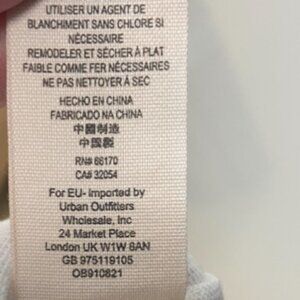 UTILISER UN AGENT DE
BLANCHIMENT SANS CHLORE SI
NÉCESSAIRE
REMODELER ET SÉCHER À PLAT
FAIBLE COMME FER NÉCESSAIRES
NE PAS NETTOYER À SEC
HECHO EN CHINA
FABRICADO NA CHINA
中國制造
中国製
RN# 66170
CA# 32054
For EU- imported by
Urban Outfitters
Wholesale, Inc
24 Market Place
London UK W1W 8AN
GB 975119105
OB910821